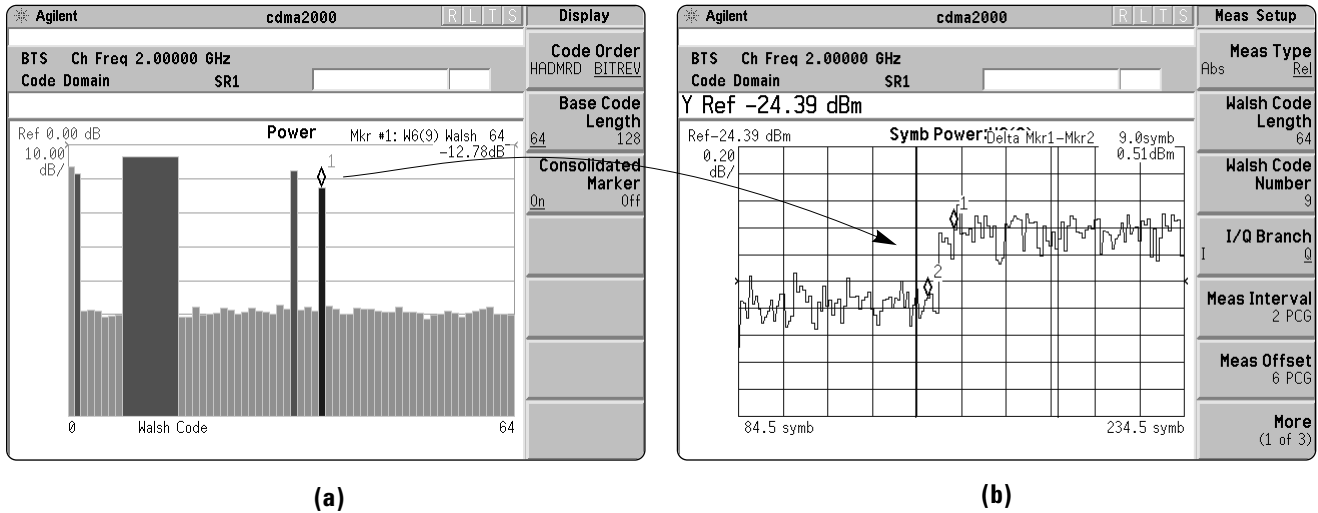 Agilent cdma2000 R L T S Display
BTS Ch Freq 2.00000 GHz
Code Domain SR1
Code Order
HADMRD BITREV
Base Code
Length
64 128
Consolidated
Marker
On Off
Ref 0.00 dB Power Mkr #1: W6(9) Walsh 64
10.00 -12.78dB
dB/
1
0 Walsh Code 64
(a)
Agilent cdma2000 R L T S Meas Setup
BTS Ch Freq 2.00000 GHz
Code Domain SR1
Y Ref -24.39 dBm
Ref-24.39 dBm Symb Power: Delta Mkr1-Mkr2 9.0symb
0.20 0.51dBm
dB/
1
2
84.5 symb 234.5 symb
Meas Type
Abs Rel
Walsh Code
Length
64
Walsh Code
Number
9
I/Q Branch
I Q
Meas Interval
2 PCG
Meas Offset
6 PCG
More
(1 of 3)
(b)